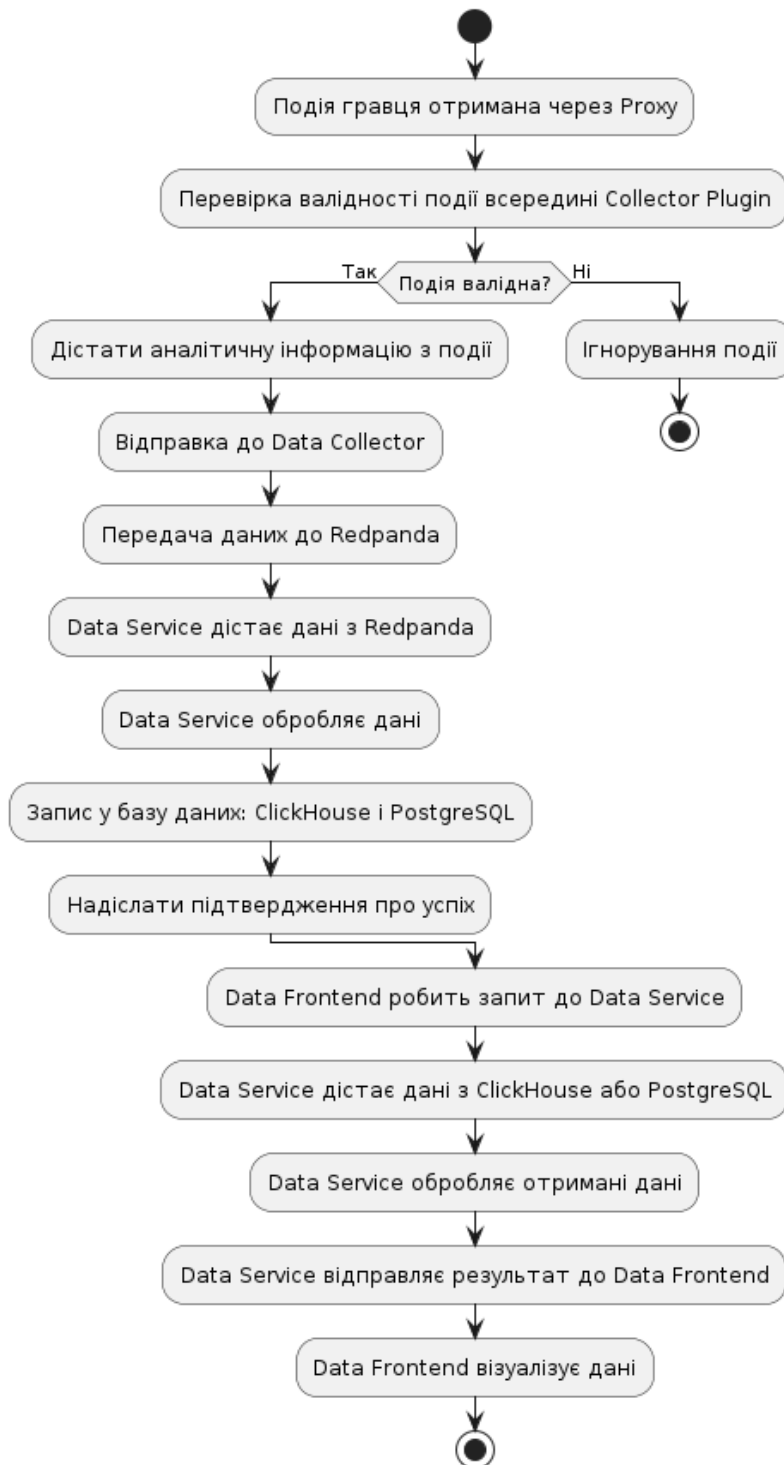 Подія гравця отримана через Proxy
Перевірка валідності події всередині Collector Plugin
Так
Подія валідна?
Ні
Дістати аналітичну інформацію з події
Ігнорування події
Відправка до Data Collector
Передача даних до Redpanda
Data Service дістає дані з Redpanda
Data Service обробляє дані
Запис у базу даних: ClickHouse і PostgreSQL
Надіслати підтвердження про успіх
Data Frontend робить запит до Data Service
Data Service дістає дані з ClickHouse або PostgreSQL
Data Service обробляє отримані дані
Data Service відправляє результат до Data Frontend
Data Frontend візуалізує дані